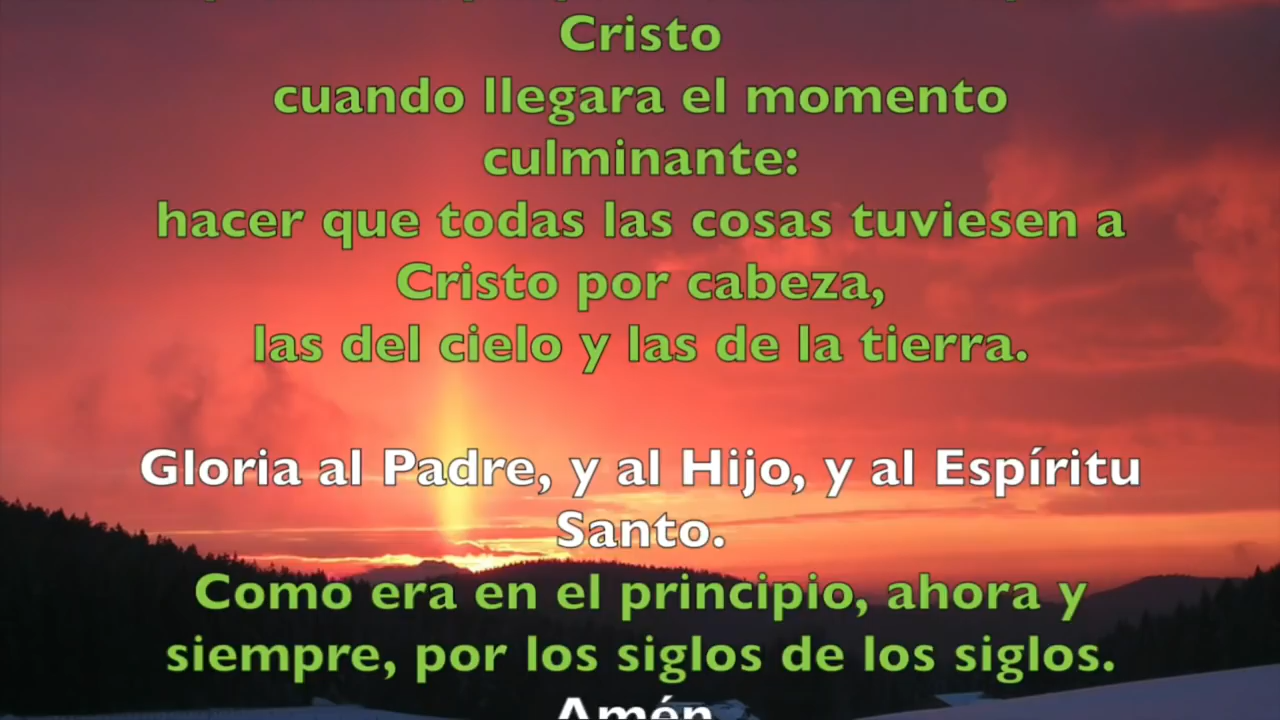 Cristo
cuando llegara el momento
culminante:
hacer que todas las cosas tuviesen a
Cristo por cabeza,
las del cielo y las de la tierra.
Gloria al Padre, y al Hijo, y al Espíritu
Santo.
Como era en el principio, ahora y
siempre, por los siglos de los siglos.
Amén